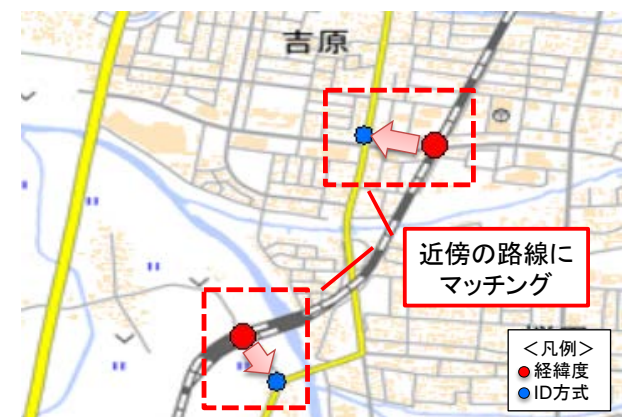 吉原
近傍の路線に
マッチング
<凡例>
経緯度
ID方式